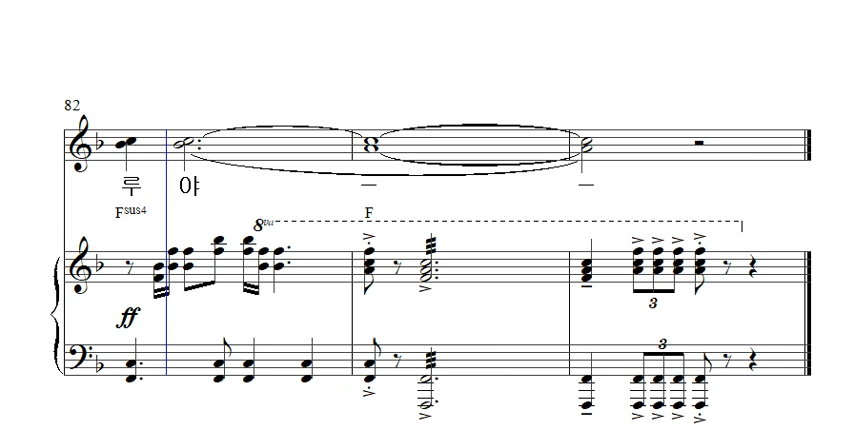 82
루 야 – –
Fsus4 F
8va
ff
3
3